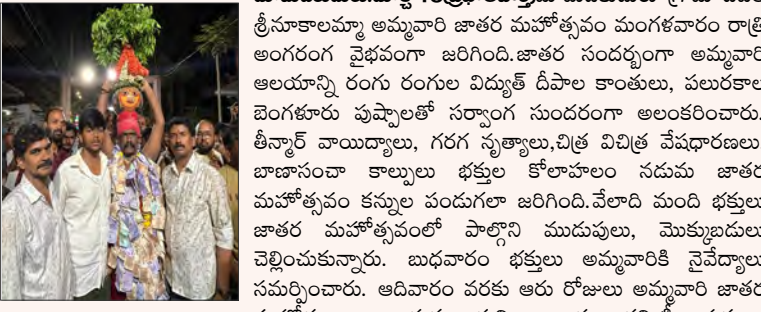 శ్రీనూకాలమ్మా అమ్మవారి జాతర మహోత్సవం మంగళవారం రాత్రి
అంగరంగ వైభవంగా జరిగింది.జాతర సందర్భంగా అమ్మవారి
ఆలయాన్ని రంగు రంగుల విద్యుత్ దీపాల కాంతులు, పలురకాల
బెంగళూరు పుష్పాలతో సర్వాంగ సుందరంగా అలంకరించారు.
తీన్మార్ వాయిద్యాలు, గరగ నృత్యాలు,చిత్ర విచిత్ర వేషధారణలు
బాణాసంచా కాల్పులు భక్తుల కోలాహలం నడుమ జాతర
మహోత్సవం కన్నుల పండుగలా జరిగింది.వేలాది మంది భక్తులు
జాతర మహోత్సవంలో పాల్గొని ముడుపులు, మొక్కుబడులు
చెల్లించుకున్నారు. బుధవారం భక్తులు అమ్మవారికి నైవేద్యాలు
సమర్పించారు. ఆదివారం వరకు ఆరు రోజులు అమ్మవారి జాతర